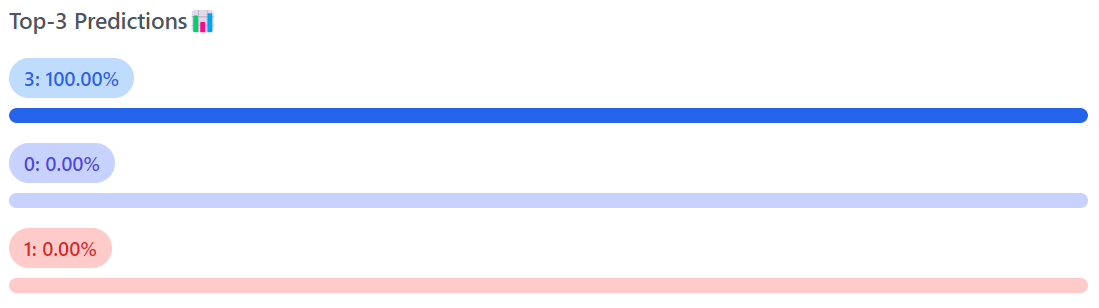 Top-3 Predictions 📊
3: 100.00%
0: 0.00%
1: 0.00%